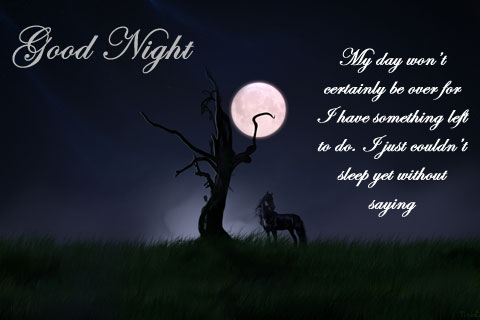 Good Night
My day won't
certainly be over for
I have something left
to do. I just couldn't
sleep yet without
saying